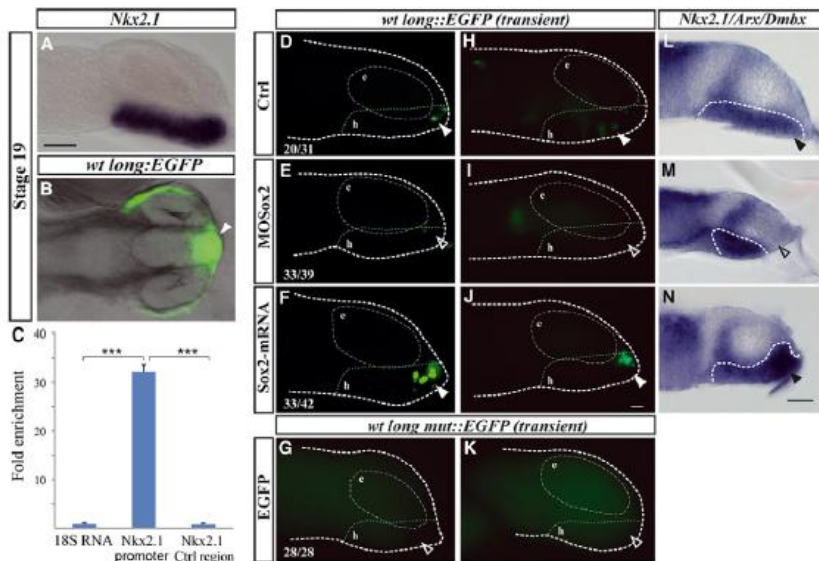 Nkx2.1
wt long::EGFP (transient)
Nkx2.1/Arx/Dmbx
Stage 19
A
wt long:EGFP
B
C
Fold enrichment
40
30
20
10
***
***
18S RNA
Nkx2.1
promoter
Nkx2.1
Ctrl region
Ctrl
D
e
h
20/31
H
e
h
L
MOSox2
E
e
h
33/39
I
e
h
M
Sox2-mRNA
F
e
h
33/42
J
e
h
N
wt long mut::EGFP (transient)
EGFP
G
e
h
28/28
K
e
h